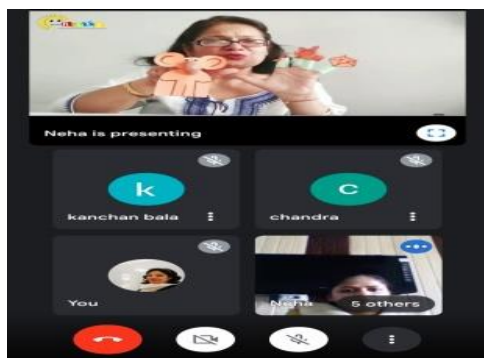 Neha is presenting
k
c
kanchan bala
chandra
You
Neha
5 others